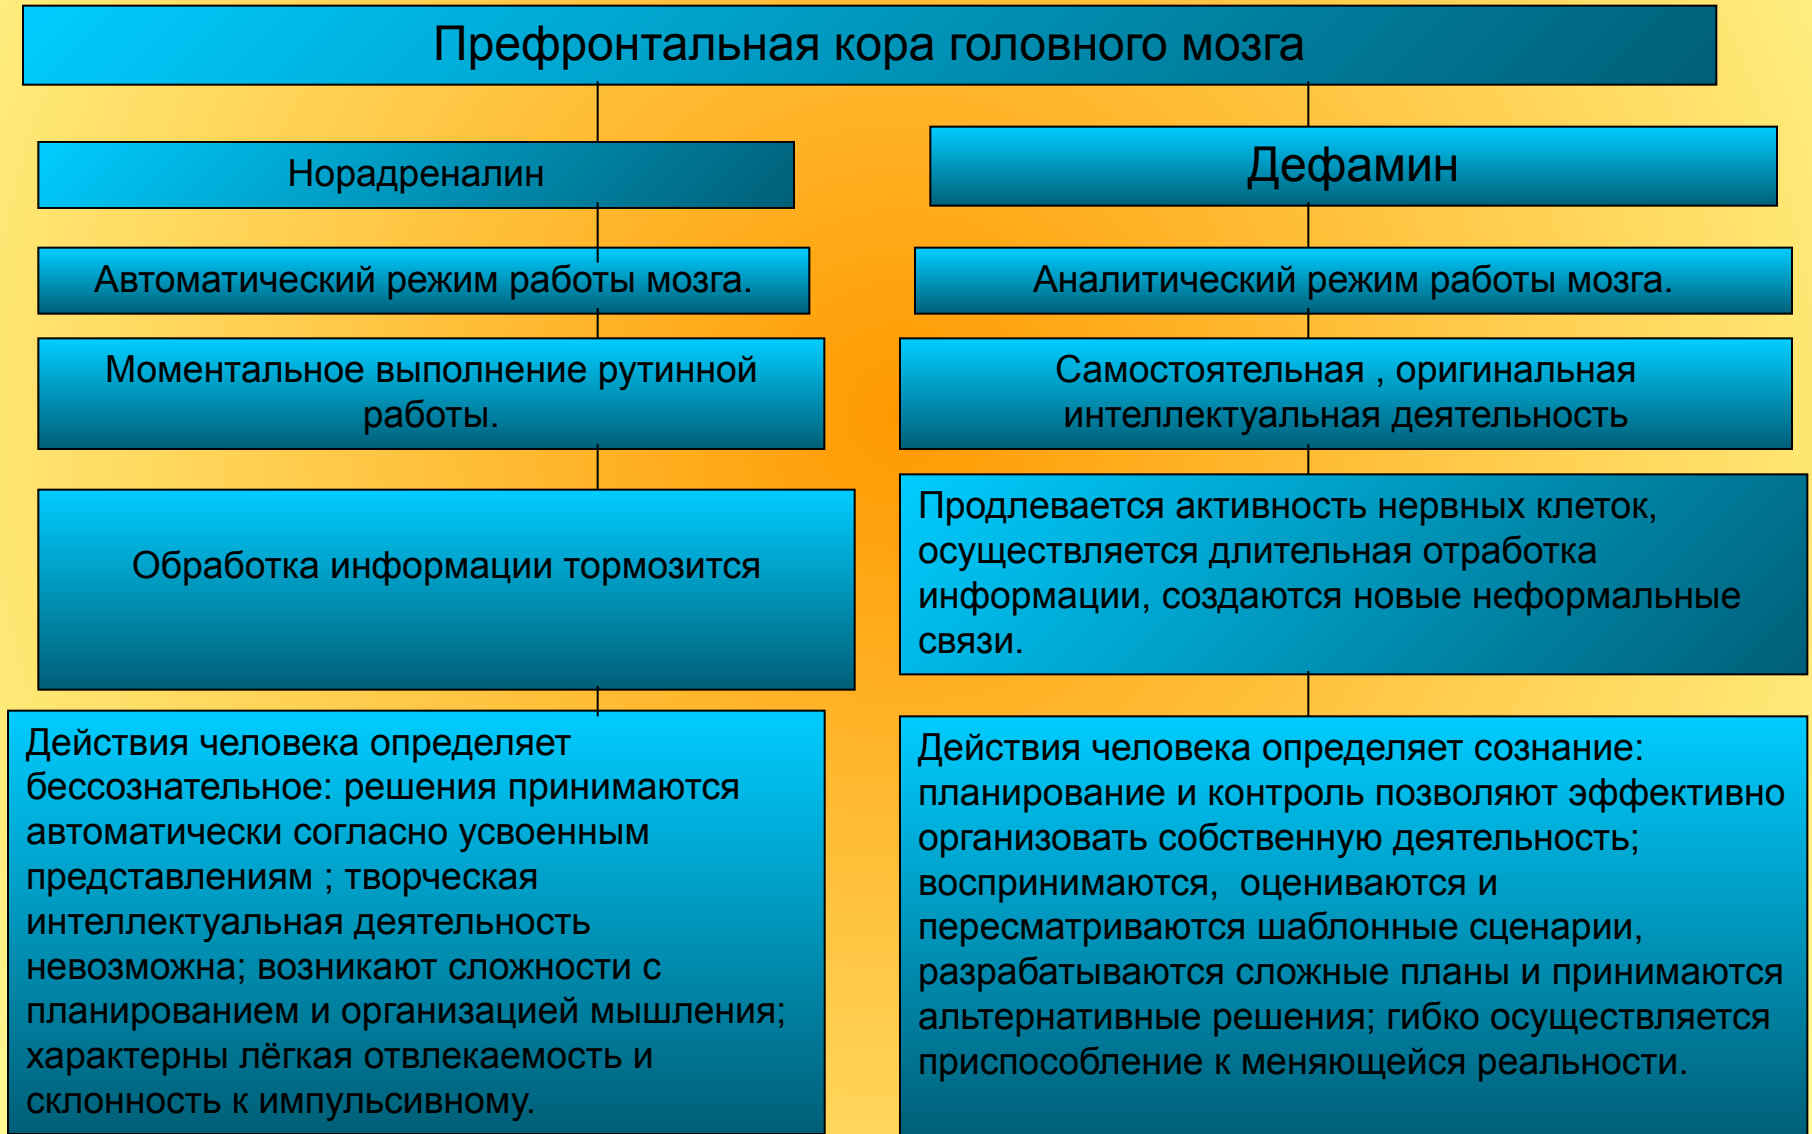 Префронтальная кора головного мозга
Норадреналин
Автоматический режим работы мозга.
Моментальное выполнение рутинной
работы.
Обработка информации тормозится
Действия человека определяет
бессознательное: решения принимаются
автоматически согласно усвоенным
представлениям ; творческая
интеллектуальная деятельность
невозможна; возникают сложности с
планированием и организацией мышления;
характерны лёгкая отвлекаемость и
склонность к импульсивному.
Дефамин
Аналитический режим работы мозга.
Самостоятельная , оригинальная
интеллектуальная деятельность
Продлевается активность нервных клеток,
осуществляется длительная отработка
информации, создаются новые неформальные
связи.
Действия человека определяет сознание:
планирование и контроль позволяют эффективно
организовать собственную деятельность;
воспринимаются,  оцениваются и
пересматриваются шаблонные сценарии,
разрабатываются сложные планы и принимаются
альтернативные решения; гибко осуществляется
приспособление к меняющейся реальности.